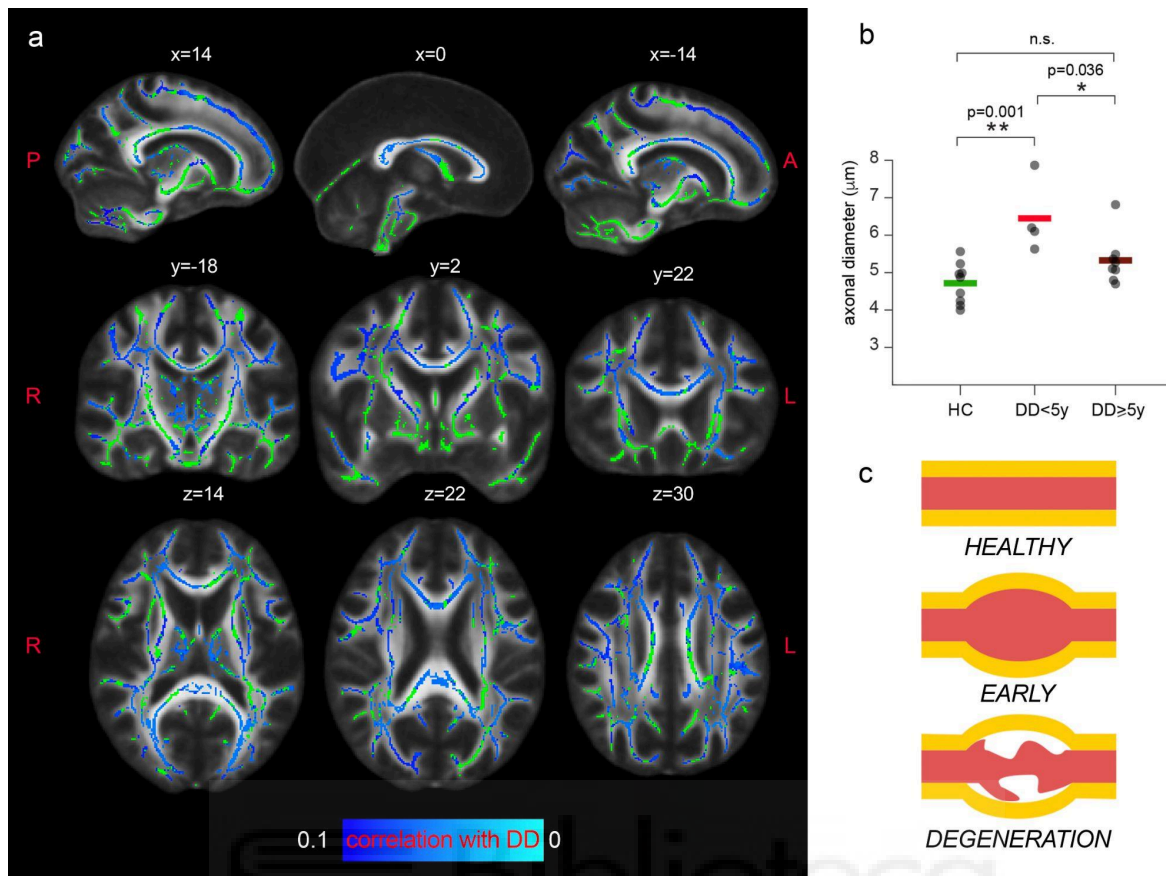 a
x=14 x=0 x=-14
P A
y=-18 y=2 y=22
R L
z=14 z=22 z=30
R L
0.1 correlation with DD 0
Biblioteca
b
n.s.
p=0.036
*
p=0.001
**
axonal diameter (μm)
8
7
6
5
4
3
HC DD<5y DD≥5y
c
HEALTHY
EARLY
DEGENERATION